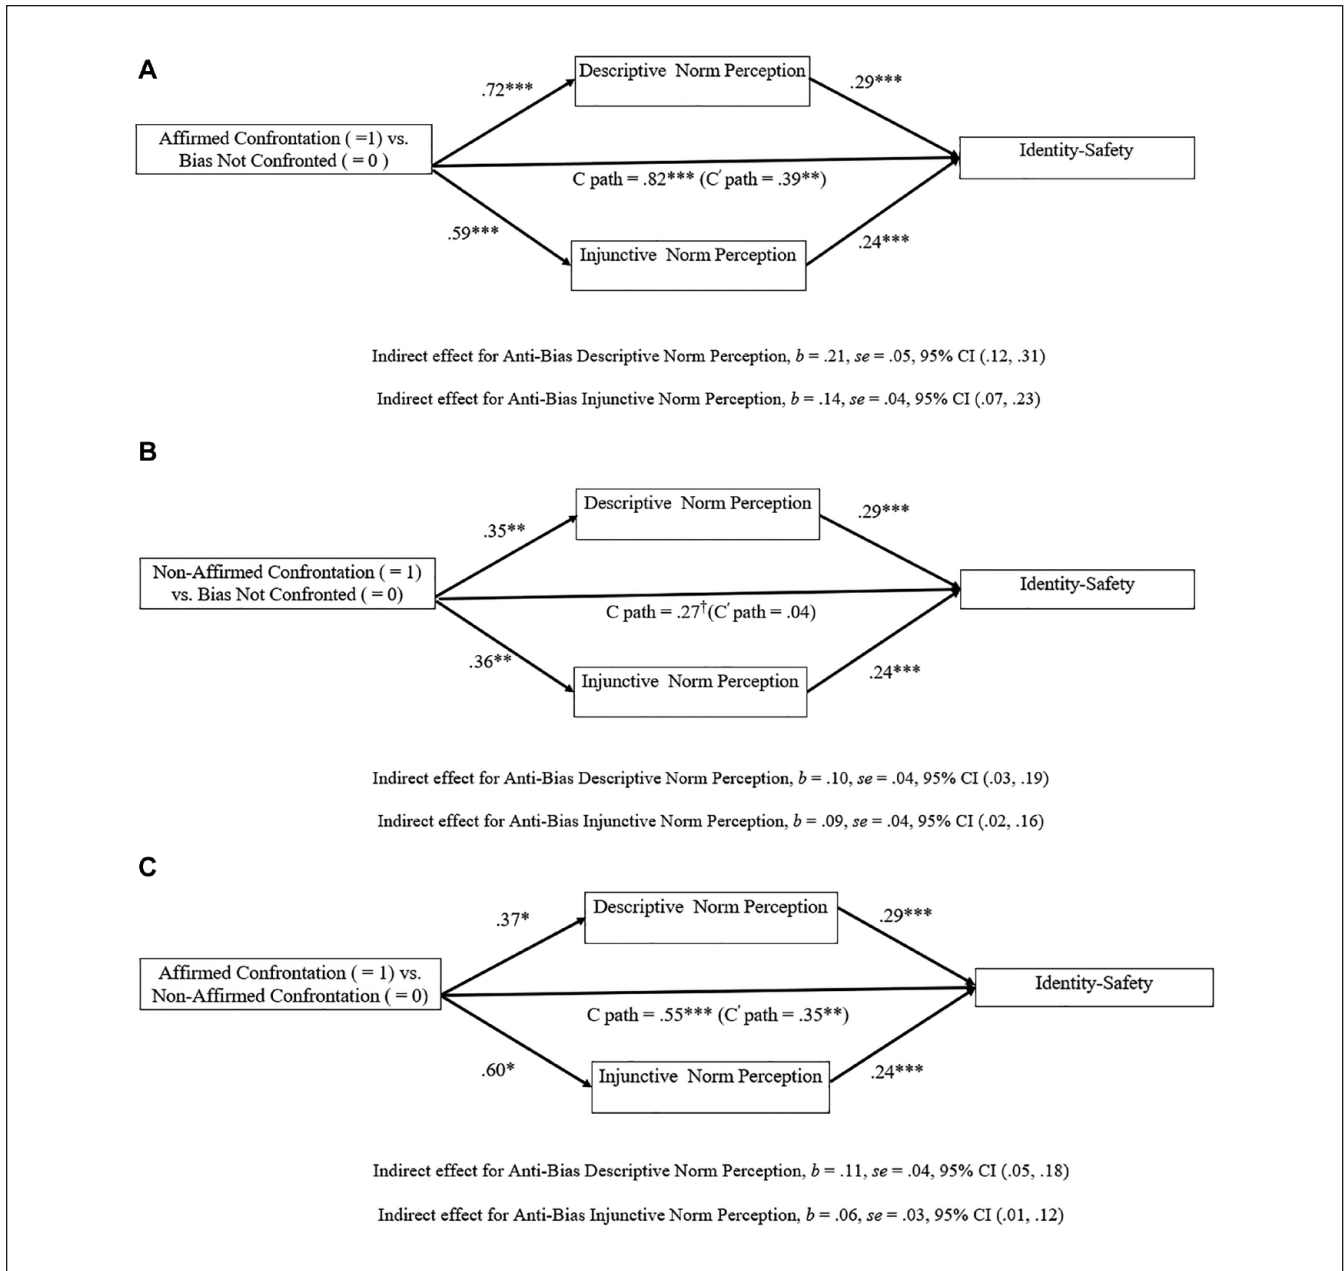 A
Descriptive Norm Perception
.72***
.29***
Affirmed Confrontation ( =1) vs.
Bias Not Confronted ( = 0 )
Identity-Safety
C path = .82*** (C′ path = .39**)
.59***
.24***
Injunctive Norm Perception
Indirect effect for Anti-Bias Descriptive Norm Perception, b = .21, se = .05, 95% CI (.12, .31)
Indirect effect for Anti-Bias Injunctive Norm Perception, b = .14, se = .04, 95% CI (.07, .23)
B
Descriptive Norm Perception
.35**
.29***
Non-Affirmed Confrontation ( = 1)
vs. Bias Not Confronted ( = 0)
Identity-Safety
C path = .27†(C′ path = .04)
.36**
.24***
Injunctive Norm Perception
Indirect effect for Anti-Bias Descriptive Norm Perception, b = .10, se = .04, 95% CI (.03, .19)
Indirect effect for Anti-Bias Injunctive Norm Perception, b = .09, se = .04, 95% CI (.02, .16)
C
Descriptive Norm Perception
.37*
.29***
Affirmed Confrontation ( = 1) vs.
Non-Affirmed Confrontation ( = 0)
Identity-Safety
C path = .55*** (C′ path = .35**)
.60*
.24***
Injunctive Norm Perception
Indirect effect for Anti-Bias Descriptive Norm Perception, b = .11, se = .04, 95% CI (.05, .18)
Indirect effect for Anti-Bias Injunctive Norm Perception, b = .06, se = .03, 95% CI (.01, .12)